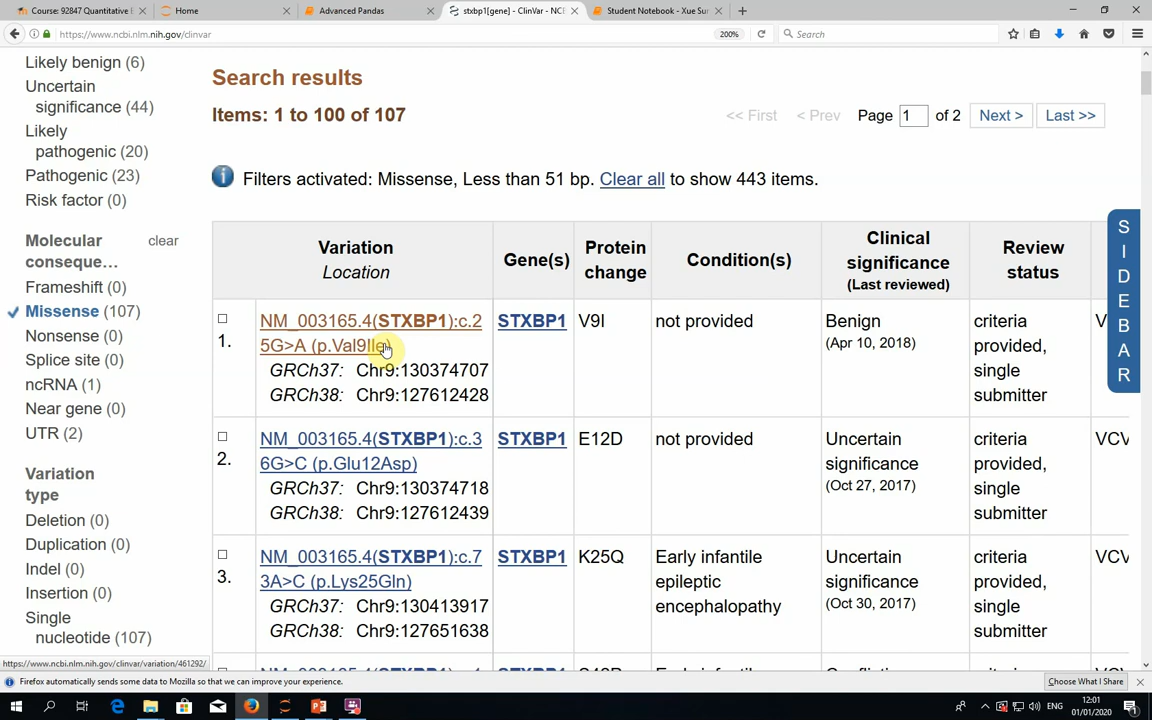 Course: 92847 Quantitative
Home
Advanced Pandas
stxbp1[gene] - ClinVar - NCB
Student Notebook - Xue Sur
https://www.ncbi.nlm.nih.gov/clinvar
200%
Search
Likely benign (6)
Uncertain
significance (44)
Likely
pathogenic (20)
Pathogenic (23)
Risk factor (0)
Molecular
conseque...
clear
Frameshift (0)
Missense (107)
Nonsense (0)
Splice site (0)
ncRNA (1)
Near gene (0)
UTR (2)
Variation
type
Deletion (0)
Duplication (0)
Indel (0)
Insertion (0)
Single
nucleotide (107)
Search results
Items: 1 to 100 of 107
<< First < Prev Page 1 of 2 Next > Last >>
Filters activated: Missense, Less than 51 bp. Clear all to show 443 items.
Variation
Location
Gene(s)
Protein
change
Condition(s)
Clinical
significance
(Last reviewed)
Review
status
1.
NM_003165.4(STXBP1):c.2
5G>A (p.Val9Ile)
GRCh37: Chr9:130374707
GRCh38: Chr9:127612428
STXBP1
V9I
not provided
Benign
(Apr 10, 2018)
criteria
provided,
single
submitter
V
2.
NM_003165.4(STXBP1):c.3
6G>C (p.Glu12Asp)
GRCh37: Chr9:130374718
GRCh38: Chr9:127612439
STXBP1
E12D
not provided
Uncertain
significance
(Oct 27, 2017)
criteria
provided,
single
submitter
VCV
3.
NM_003165.4(STXBP1):c.7
3A>C (p.Lys25Gln)
GRCh37: Chr9:130413917
GRCh38: Chr9:127651638
STXBP1
K25Q
Early infantile
epileptic
encephalopathy
Uncertain
significance
(Oct 30, 2017)
criteria
provided,
single
submitter
VCV
SIDEBAR
https://www.ncbi.nlm.nih.gov/clinvar/variation/461292/
Firefox automatically sends some data to Mozilla so that we can improve your experience.
Choose What I Share
ENG
12:01
01/01/2020